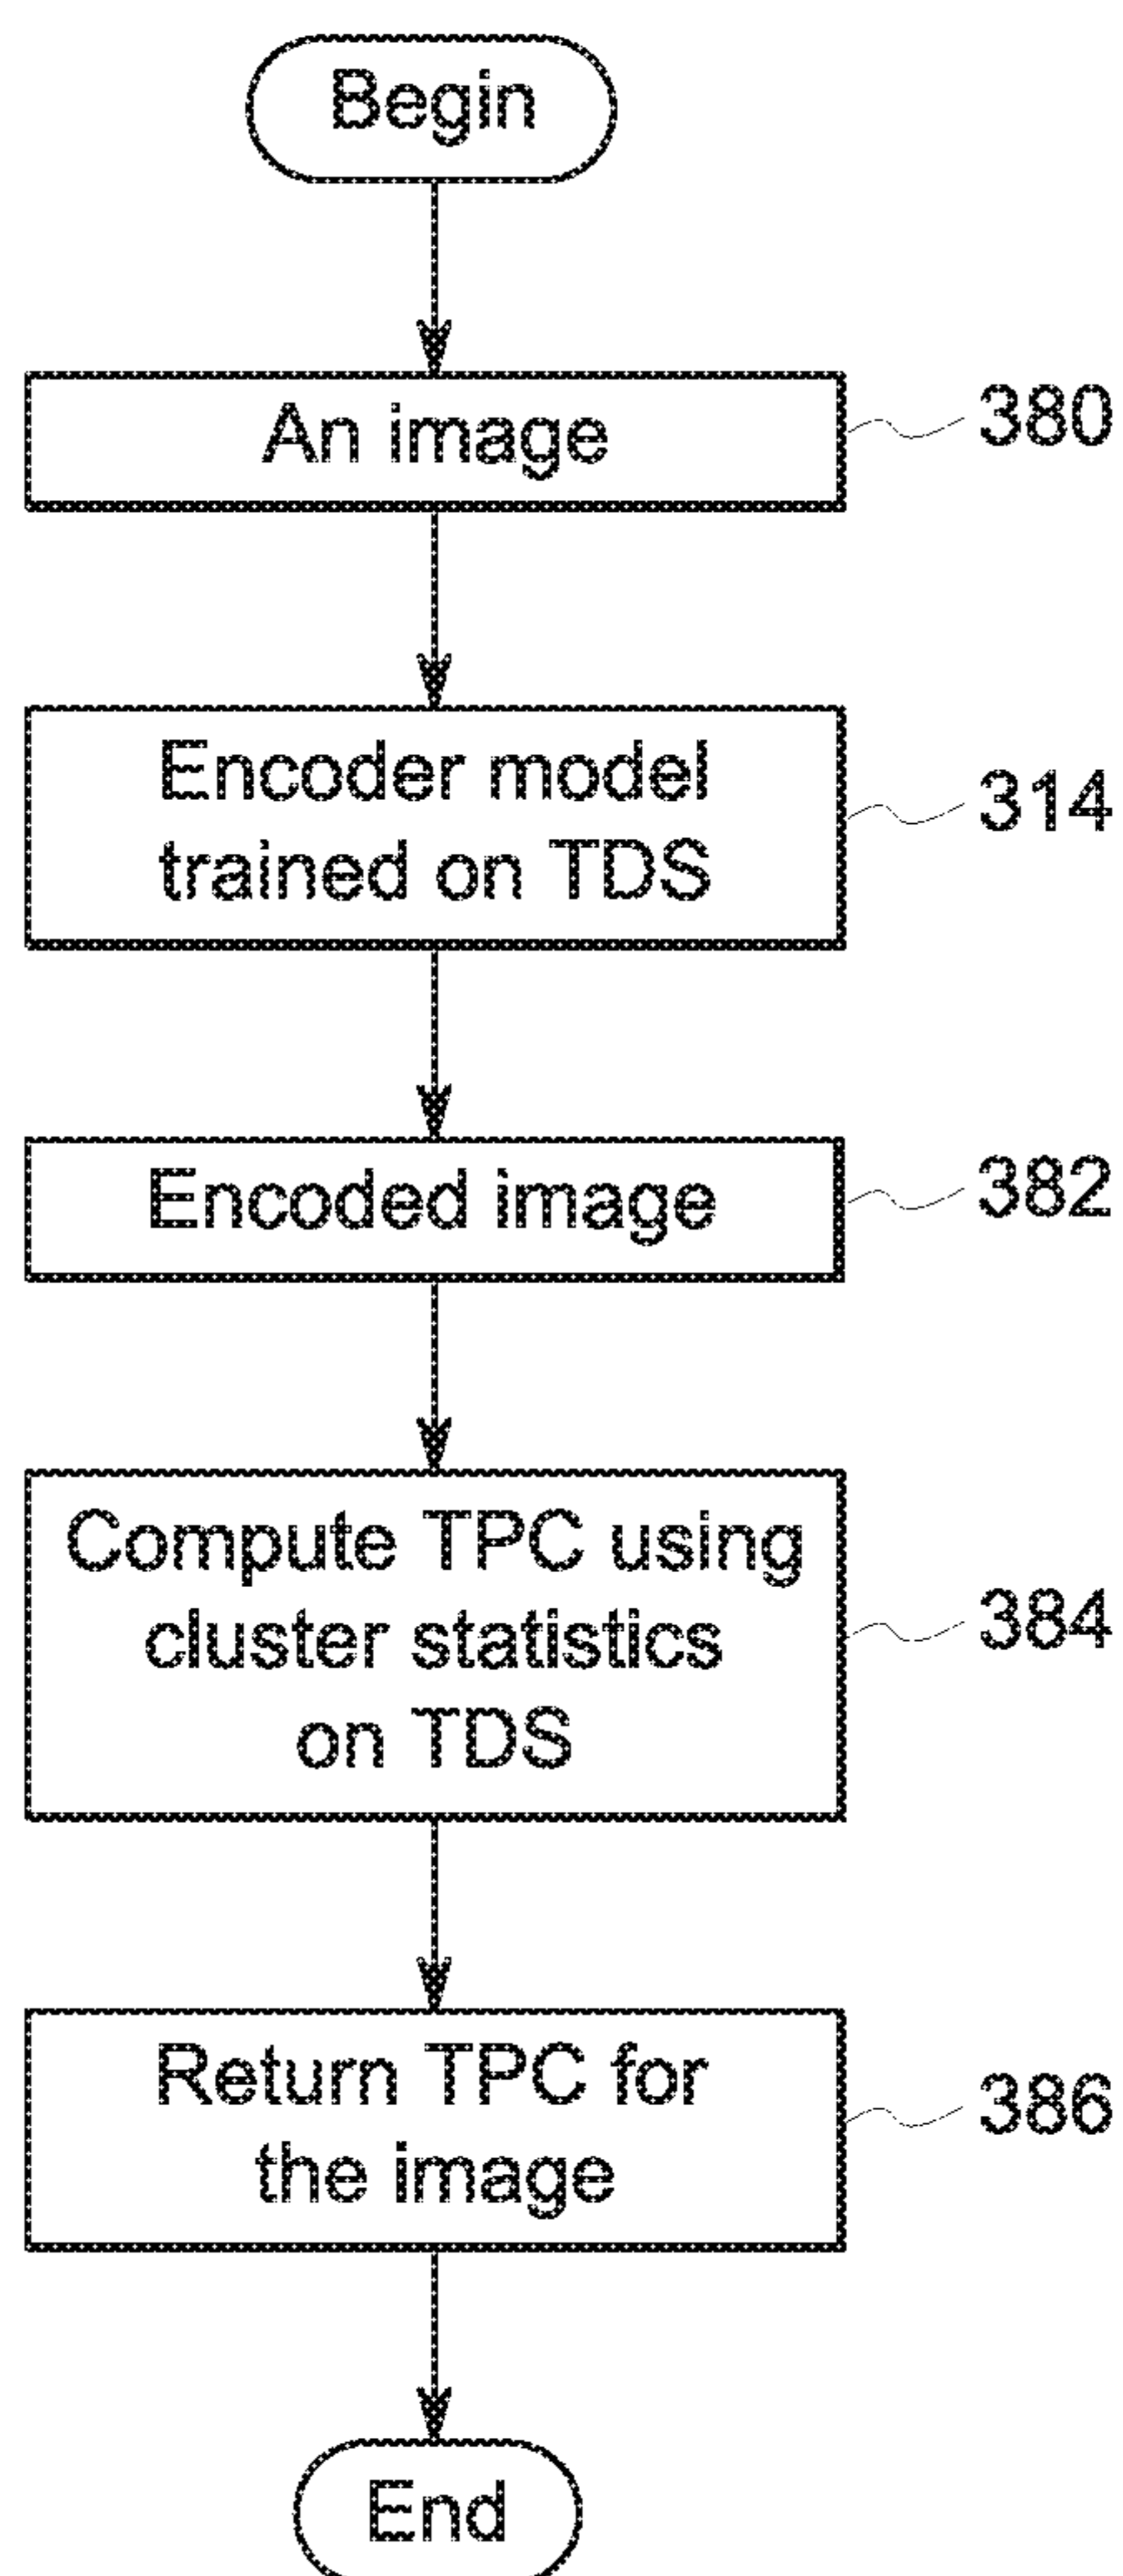 Begin
An image
380
Encoder model
trained on TDS
314
Encoded image
382
Compute TPC using
cluster statistics
on TDS
384
Return TPC for
the image
386
End